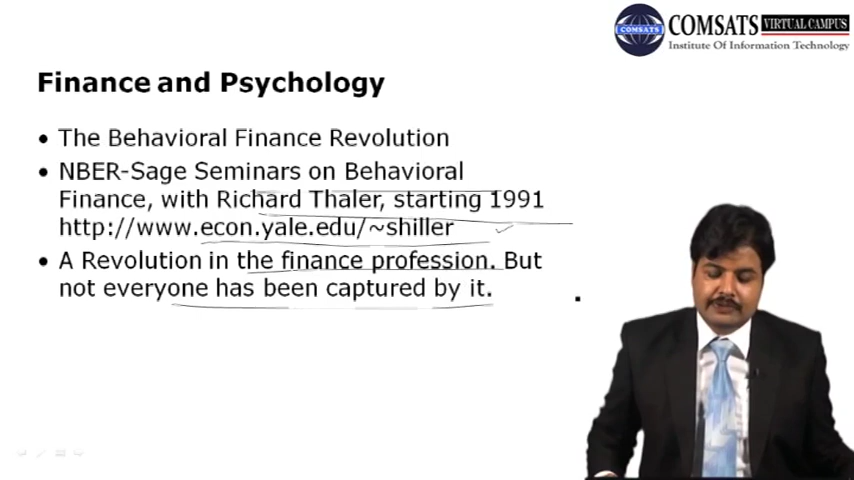 COMSATS VIRTUAL CAMPUS
COMSATS
Institute Of Information Technology
Finance and Psychology
• The Behavioral Finance Revolution
• NBER-Sage Seminars on Behavioral
Finance, with Richard Thaler, starting 1991
http://www.econ.yale.edu/~shiller
• A Revolution in the finance profession. But
not everyone has been captured by it.